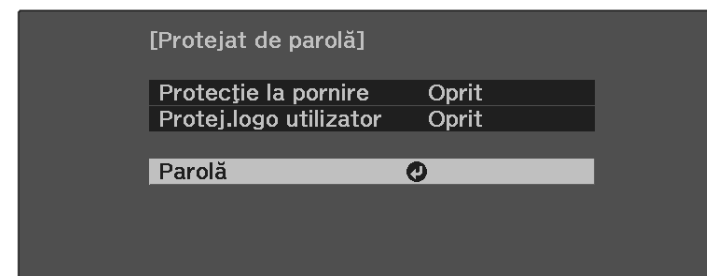 [Protejat de parolă]
Protecţie la pornire Oprit
Protej.logo utilizator Oprit
Parolă